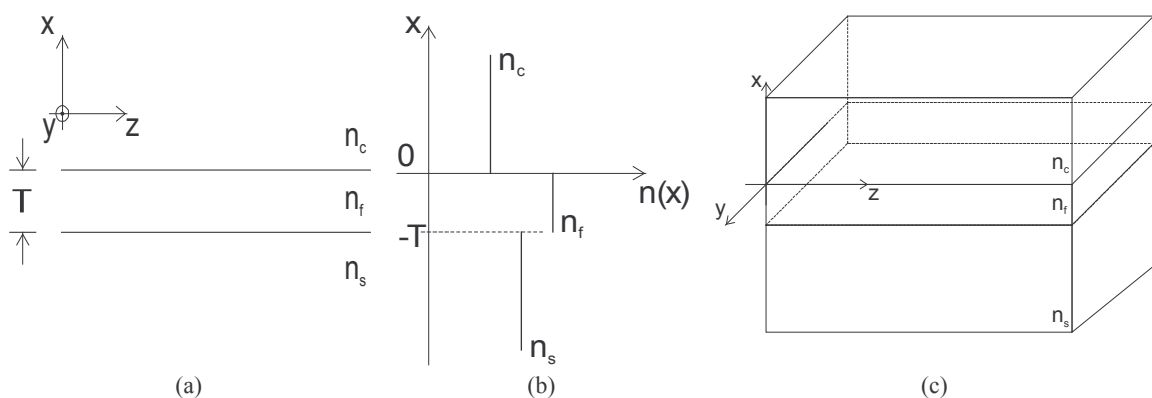 x
y
z
n_c
T
n_f
n_s
(a)
x
n_c
0
n(x)
n_f
-T
n_s
(b)
x
n_c
z
n_f
y
n_s
(c)